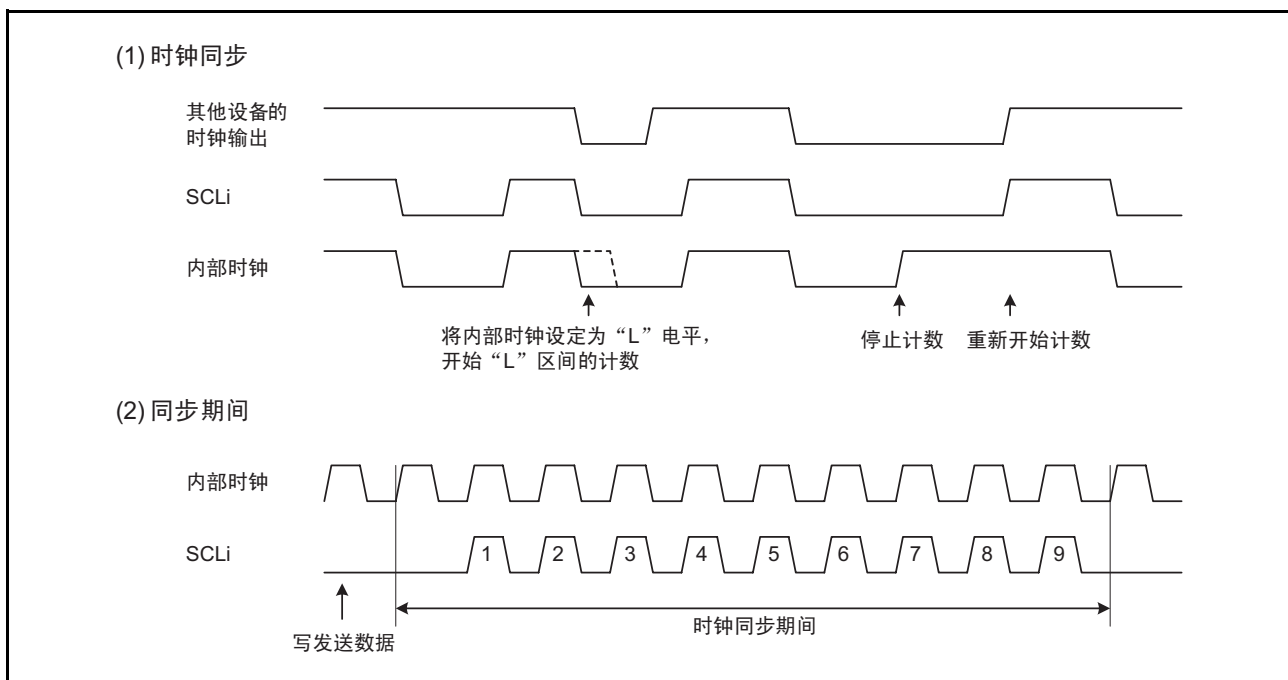 (1) 时钟同步
其他设备的
时钟输出
SCLi
内部时钟
将内部时钟设定为“L”电平，
开始“L”区间的计数
停止计数
重新开始计数
(2) 同步期间
内部时钟
SCLi
1 2 3 4 5 6 7 8 9
写发送数据
时钟同步期间